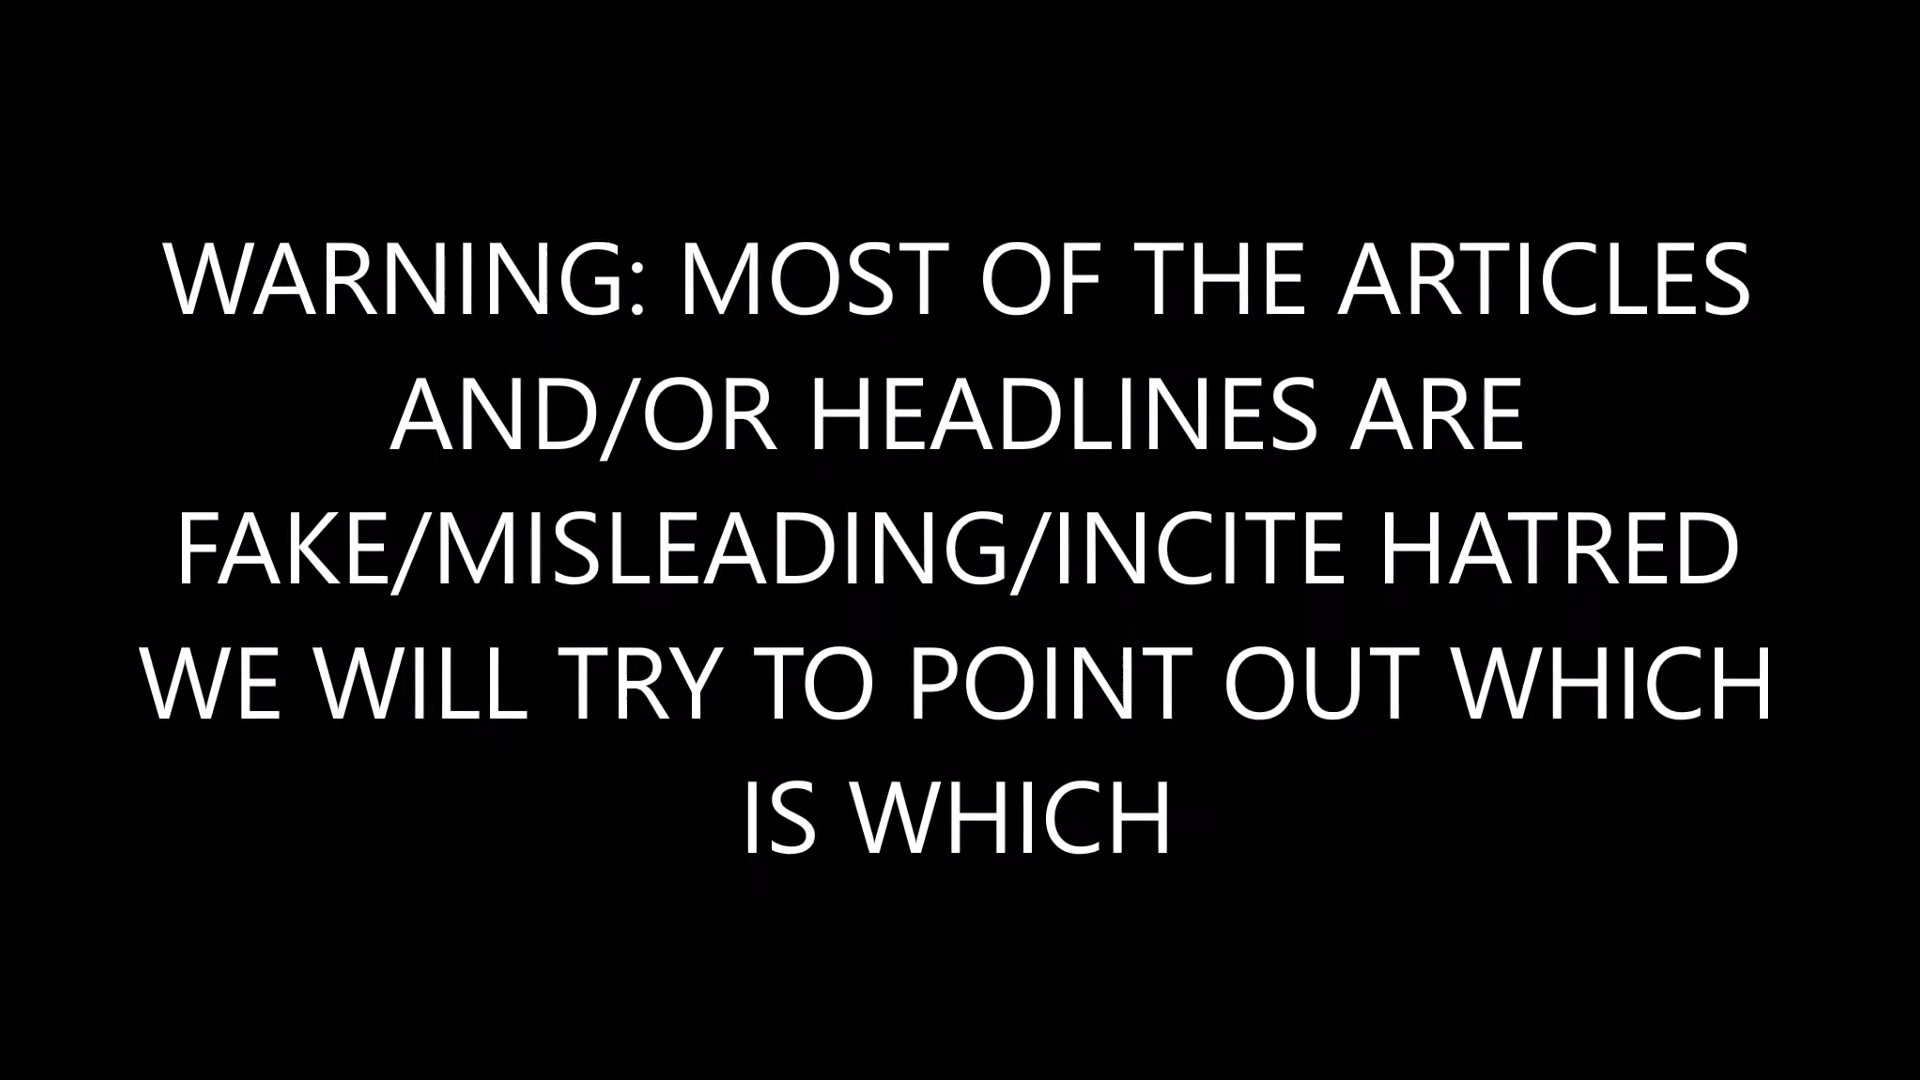 WARNING: MOST OF THE ARTICLES
AND/OR HEADLINES ARE
FAKE/MISLEADING/INCITE HATRED
WE WILL TRY TO POINT OUT WHICH
IS WHICH